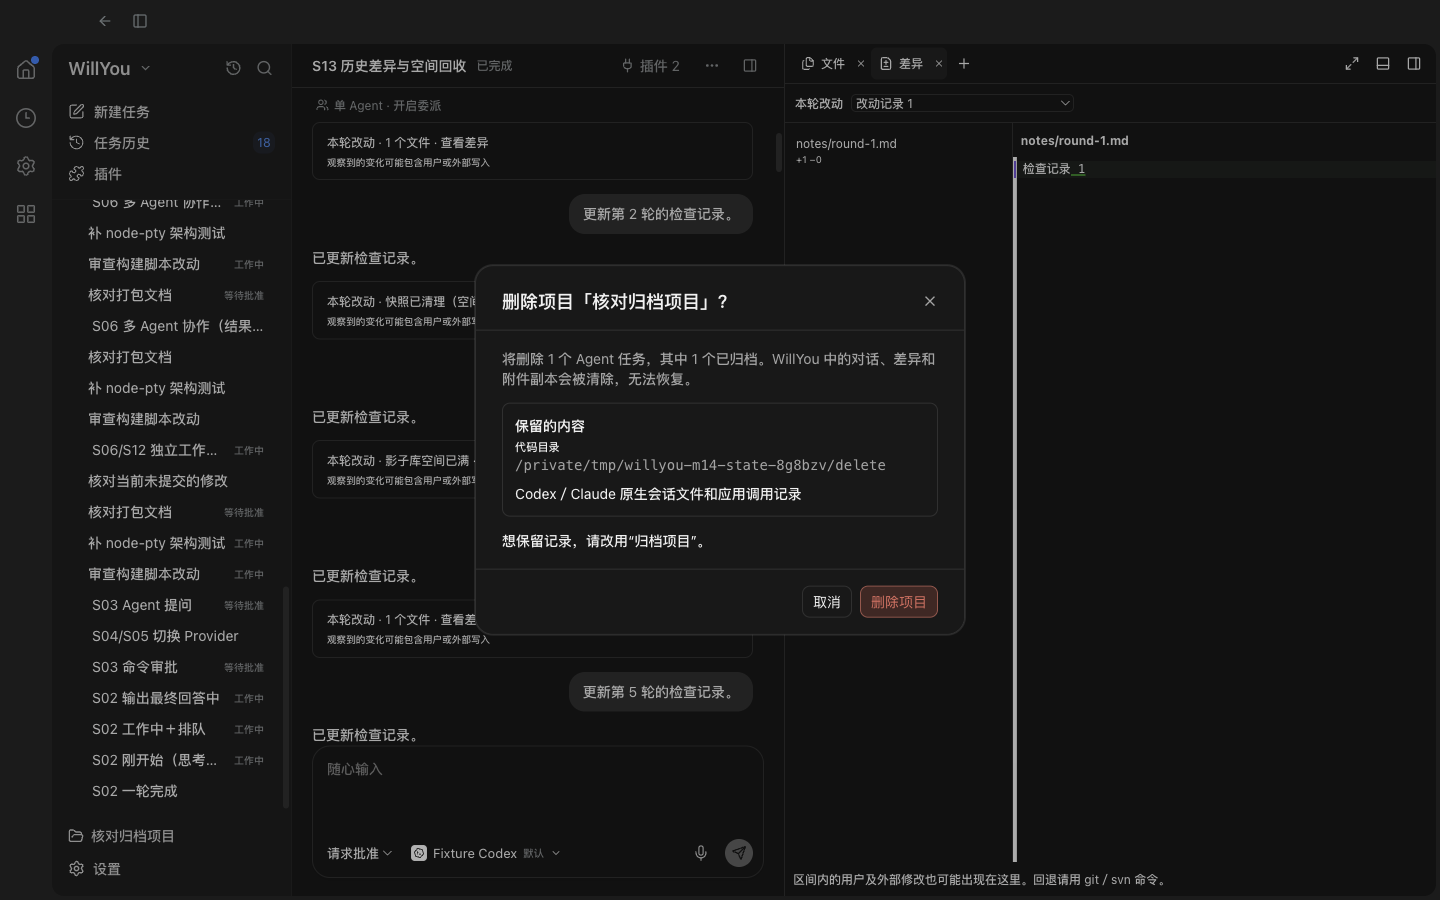 WillYou
新建任务
任务历史 18
插件
S06 多 Agent 协作... 工作中
补 node-pty 架构测试
审查构建脚本改动 工作中
核对打包文档 等待批准
S06 多 Agent 协作（结果...
核对打包文档
补 node-pty 架构测试
审查构建脚本改动
S06/S12 独立工作... 工作中
核对当前未提交的修改
核对打包文档 等待批准
补 node-pty 架构测试 工作中
审查构建脚本改动 工作中
S03 Agent 提问 等待批准
S04/S05 切换 Provider
S03 命令审批 等待批准
S02 输出最终回答中 工作中
S02 工作中＋排队 工作中
S02 刚开始（思考... 工作中
S02 一轮完成
核对归档项目
设置
S13 历史差异与空间回收 已完成 插件 2
单 Agent · 开启委派
本轮改动 · 1 个文件 · 查看差异
观察到的变化可能包含用户或外部写入
更新第 2 轮的检查记录。
已更新检查记录。
本轮改动 · 快照已清理（空间
观察到的变化可能包含用户或外部写
已更新检查记录。
本轮改动 · 影子库空间已满 ·
观察到的变化可能包含用户或外部写
已更新检查记录。
本轮改动 · 1 个文件 · 查看差
观察到的变化可能包含用户或外部写入
更新第 5 轮的检查记录。
已更新检查记录。
随心输入
请求批准 Fixture Codex 默认
文件 差异
本轮改动 改动记录 1
notes/round-1.md
+1 −0
notes/round-1.md
检查记录 1
区间内的用户及外部修改也可能出现在这里。回退请用 git / svn 命令。
删除项目「核对归档项目」？
将删除 1 个 Agent 任务，其中 1 个已归档。WillYou 中的对话、差异和
附件副本会被清除，无法恢复。
保留的内容
代码目录
/private/tmp/willyou-m14-state-8g8bzv/delete
Codex / Claude 原生会话文件和应用调用记录
想保留记录，请改用“归档项目”。
取消 删除项目